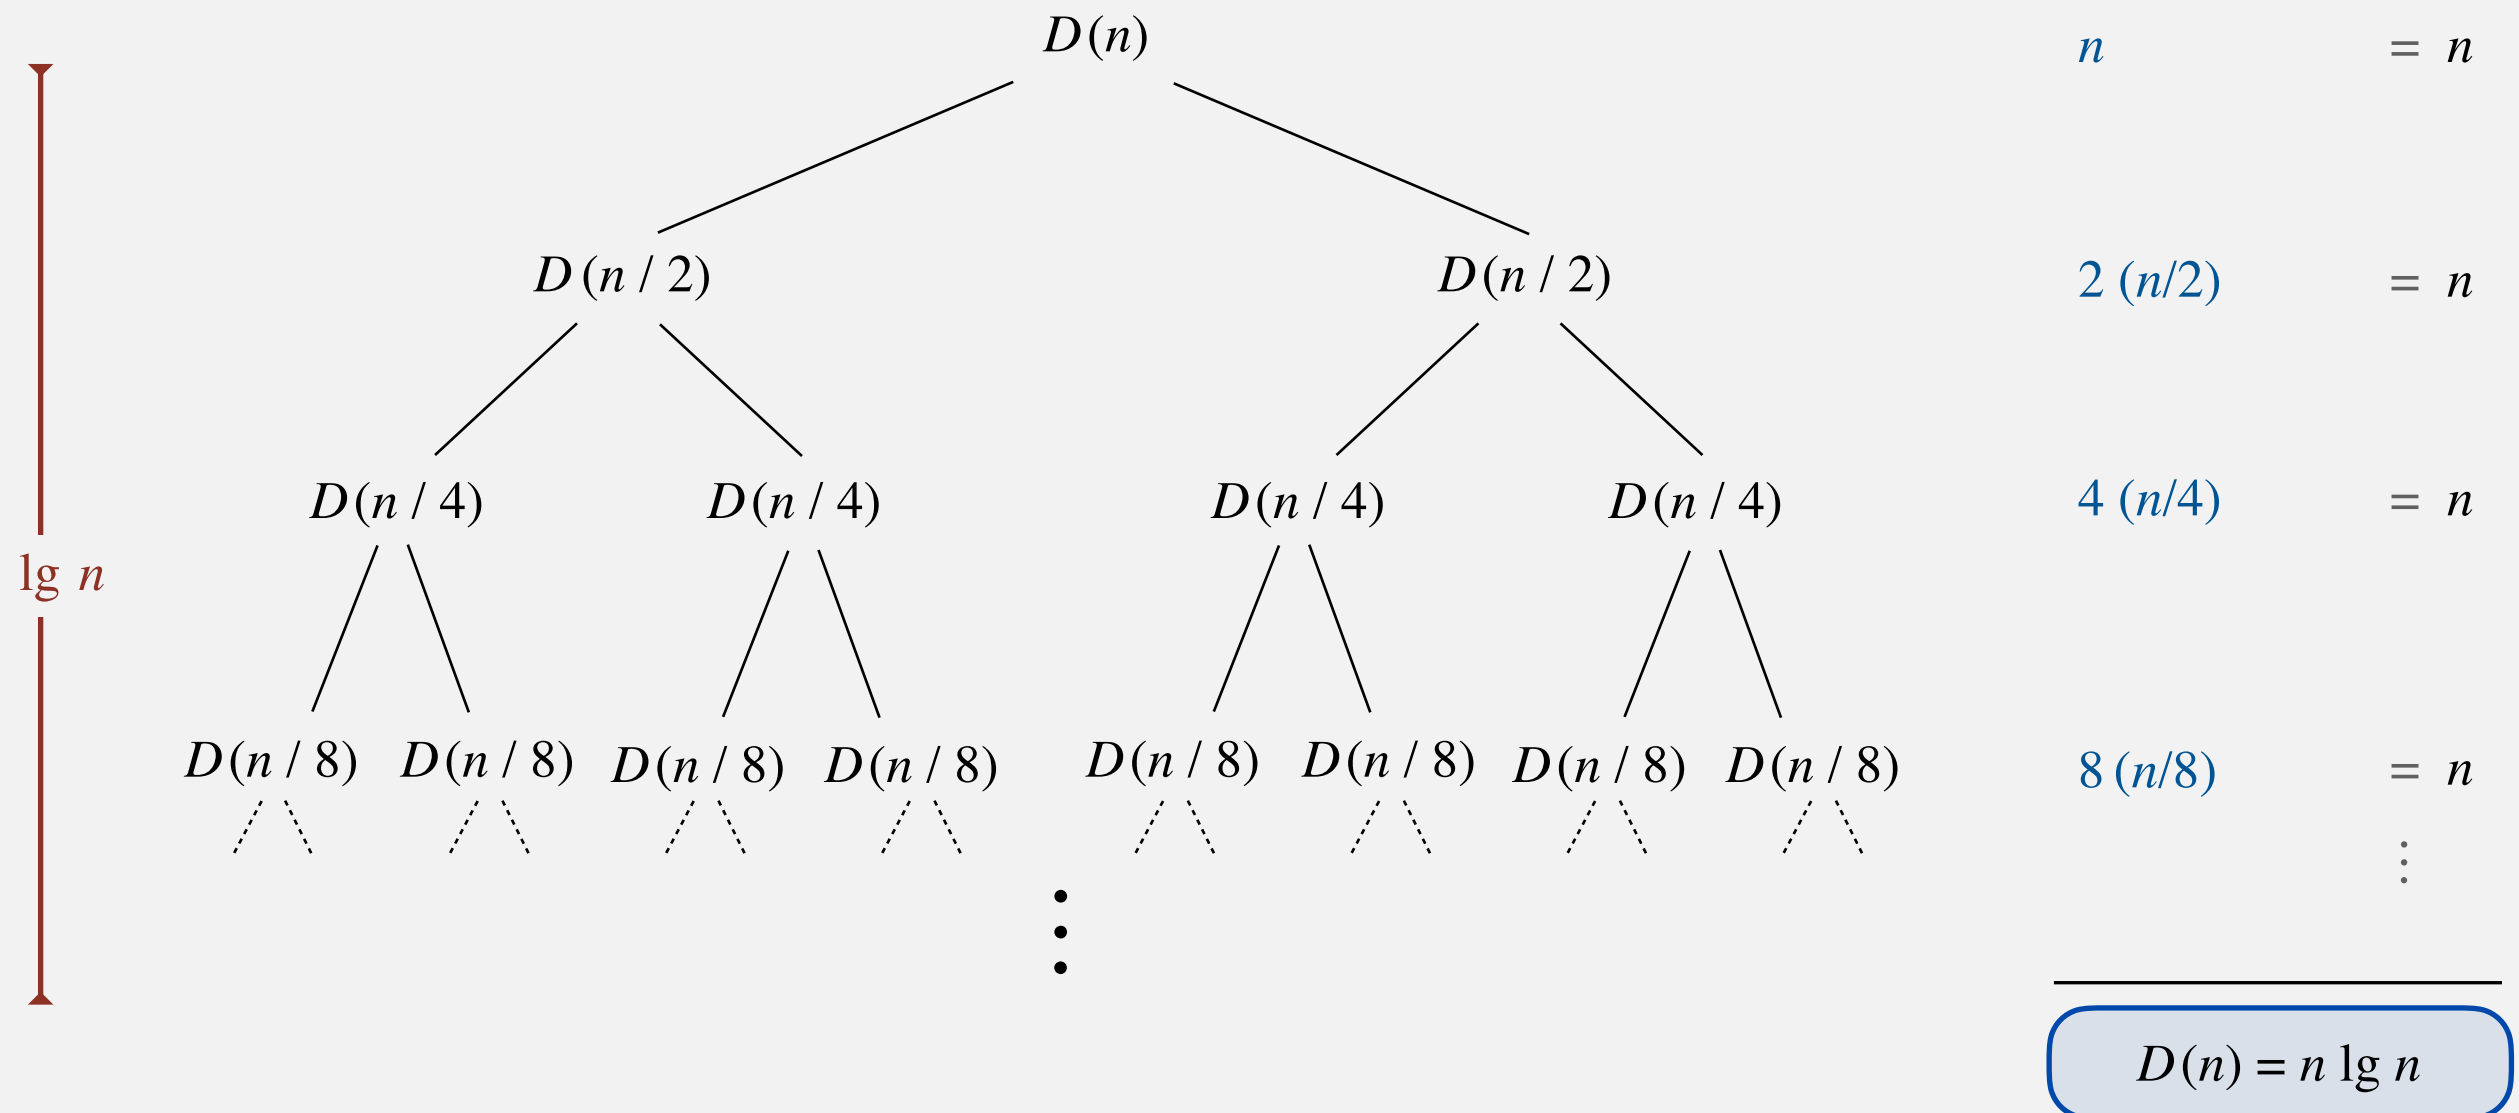 D(n) n = n
D(n / 2) D(n / 2) 2 (n/2) = n
D(n / 4) D(n / 4) D(n / 4) D(n / 4) 4 (n/4) = n
lg n
D(n / 8) D(n / 8) D(n / 8) D(n / 8) D(n / 8) D(n / 8) D(n / 8) D(n / 8) 8 (n/8) = n
D(n) = n lg n